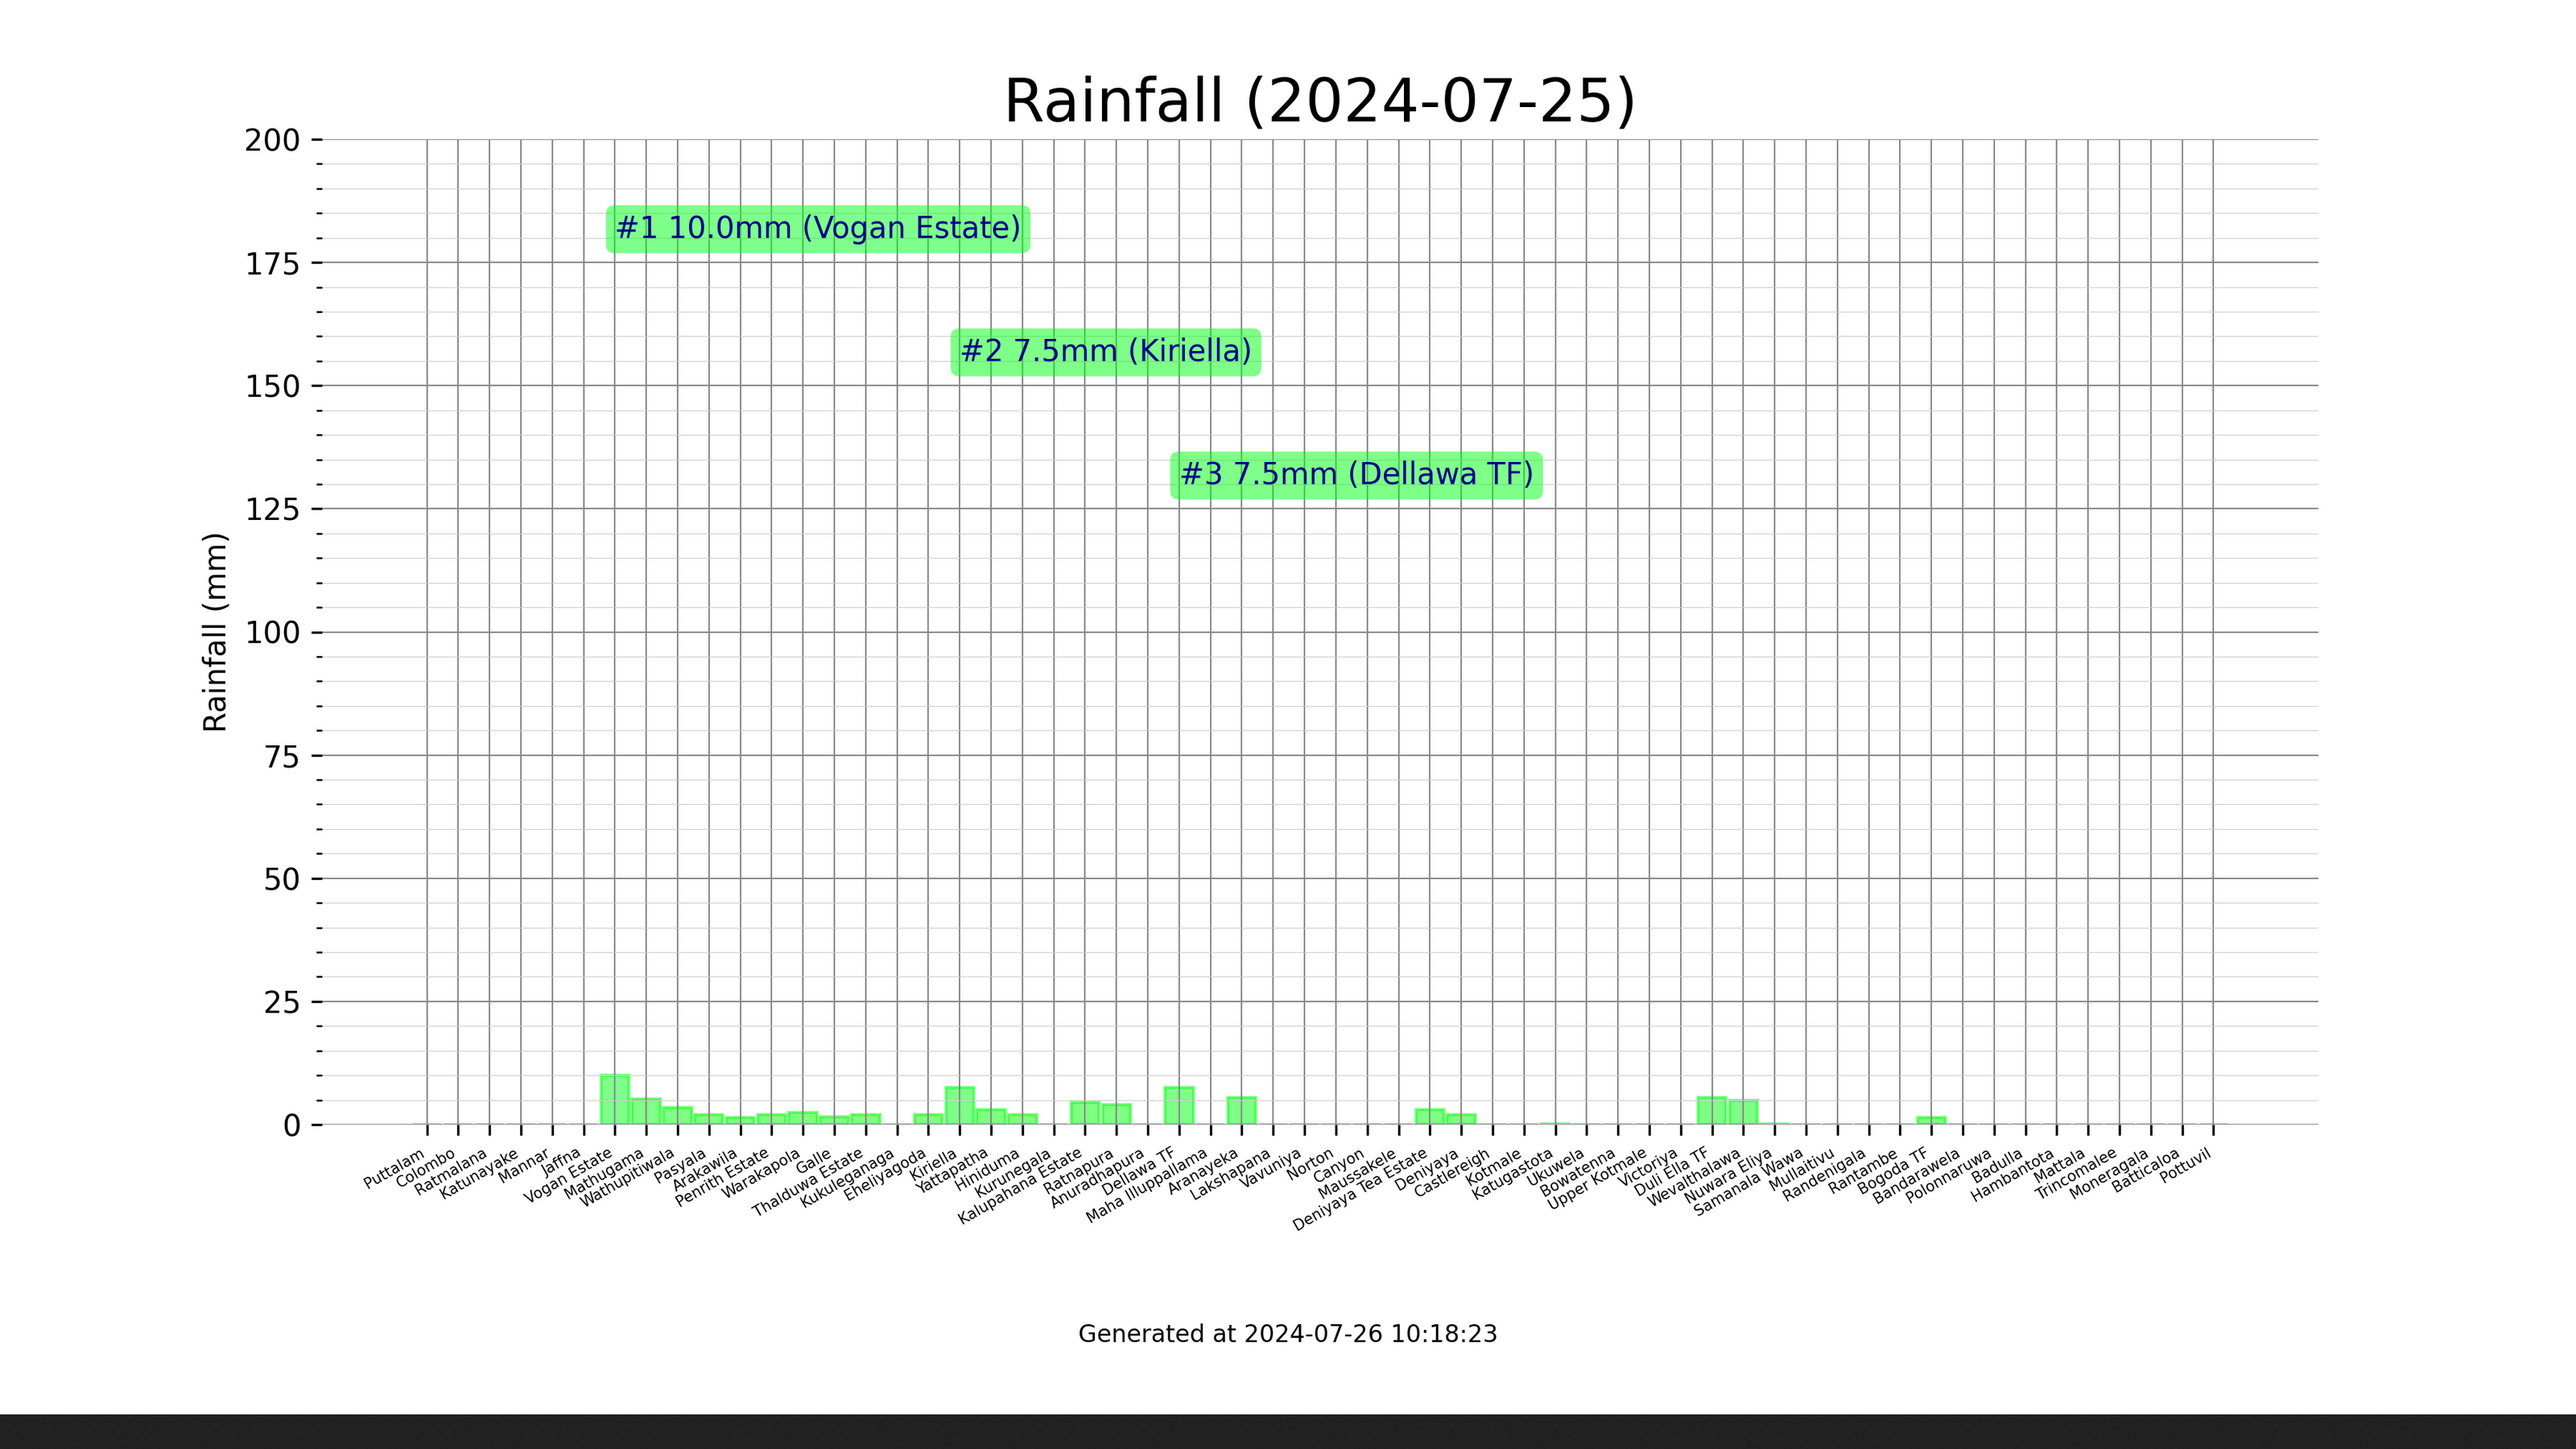 Rainfall (2024-07-25)
200
175
150
125
100
75
50
25
0
Rainfall (mm)
#1 10.0mm (Vogan Estate)
#2 7.5mm (Kiriella)
#3 7.5mm (Dellawa TF)
Puttalam
Colombo
Ratmalana
Katunayake
Mannar
Jaffna
Vogan Estate
Mathugama
Wathupitiwala
Pasyala
Arakawila
Penrith Estate
Warakapola
Galle
Thalduwa Estate
Kukuleganaga
Eheliyagoda
Kiriella
Yattapatha
Hiniduma
Kurunegala
Kalupahana Estate
Ratnapura
Anuradhapura
Dellawa TF
Maha Illuppallama
Aranayeka
Lakshapana
Vavuniya
Norton
Canyon
Maussakele
Deniyaya Tea Estate
Deniyaya
Castlereigh
Kotmale
Katugastota
Ukuwela
Bowatenna
Upper Kotmale
Victoriya
Duli Ella TF
Wevalthalawa
Nuwara Eliya
Samanala Wawa
Mullaitivu
Randenigala
Rantambe
Bogoda TF
Bandarawela
Polonnaruwa
Badulla
Hambantota
Mattala
Trincomalee
Moneragala
Batticaloa
Pottuvil
Generated at 2024-07-26 10:18:23